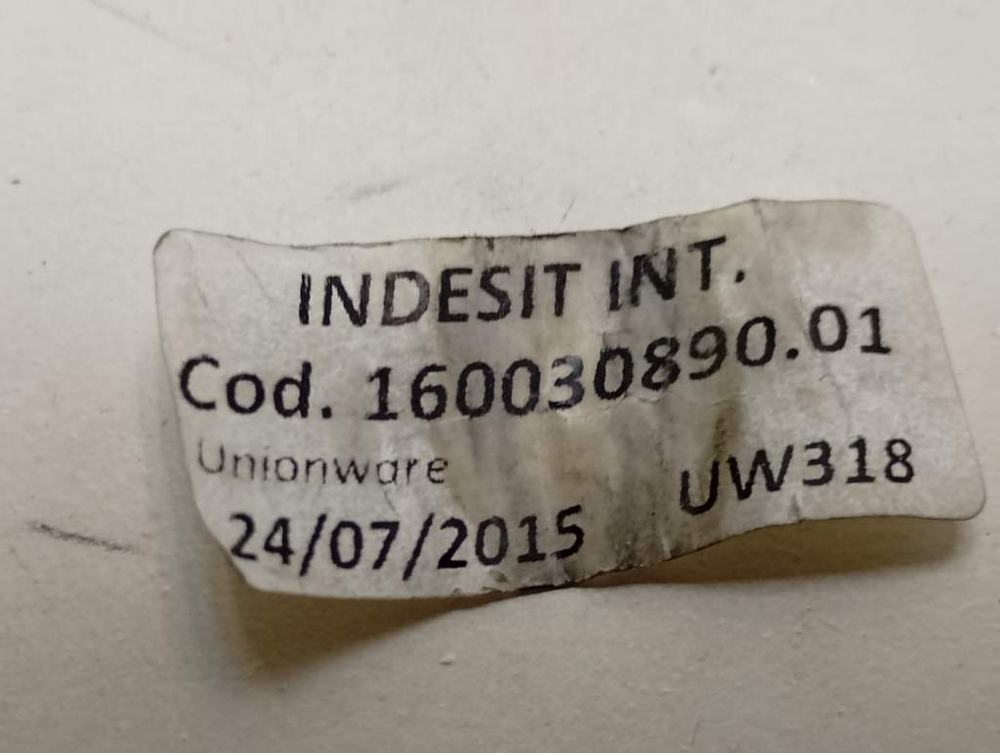 INDESIT INT.
Cod. 160030890.01
Unionware UW318
24/07/2015